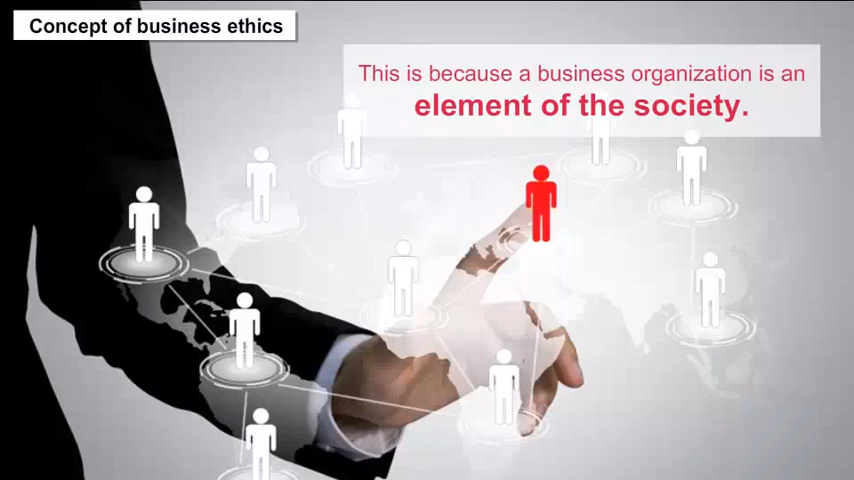 Concept of business ethics
This is because a business organization is an
element of the society.